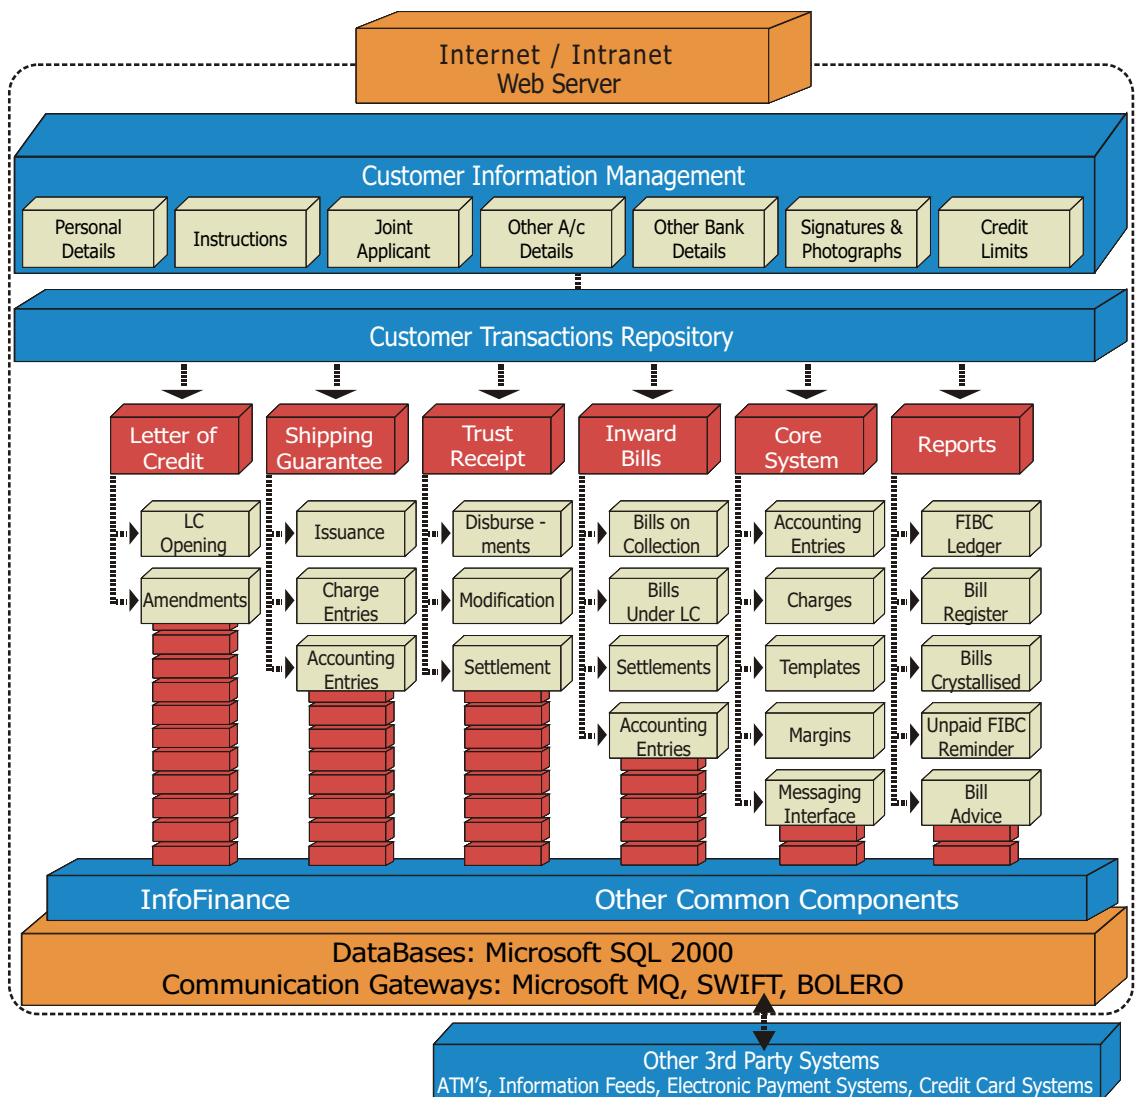 Internet / Intranet
Web Server
Customer Information Management
Personal
Details
Instructions
Joint
Applicant
Other A/c
Details
Other Bank
Details
Signatures &
Photographs
Credit
Limits
Customer Transactions Repository
Letter of
Credit
Shipping
Guarantee
Trust
Receipt
Inward
Bills
Core
System
Reports
LC
Opening
Amendments
Issuance
Charge
Entries
Accounting
Entries
Disburse -
ments
Modification
Settlement
Bills on
Collection
Bills
Under LC
Settlements
Accounting
Entries
Accounting
Entries
Charges
Templates
Margins
Messaging
Interface
FIBC
Ledger
Bill
Register
Bills
Crystallised
Unpaid FIBC
Reminder
Bill
Advice
InfoFinance
Other Common Components
DataBases: Microsoft SQL 2000
Communication Gateways: Microsoft MQ, SWIFT, BOLERO
Other 3rd Party Systems
ATM's, Information Feeds, Electronic Payment Systems, Credit Card Systems